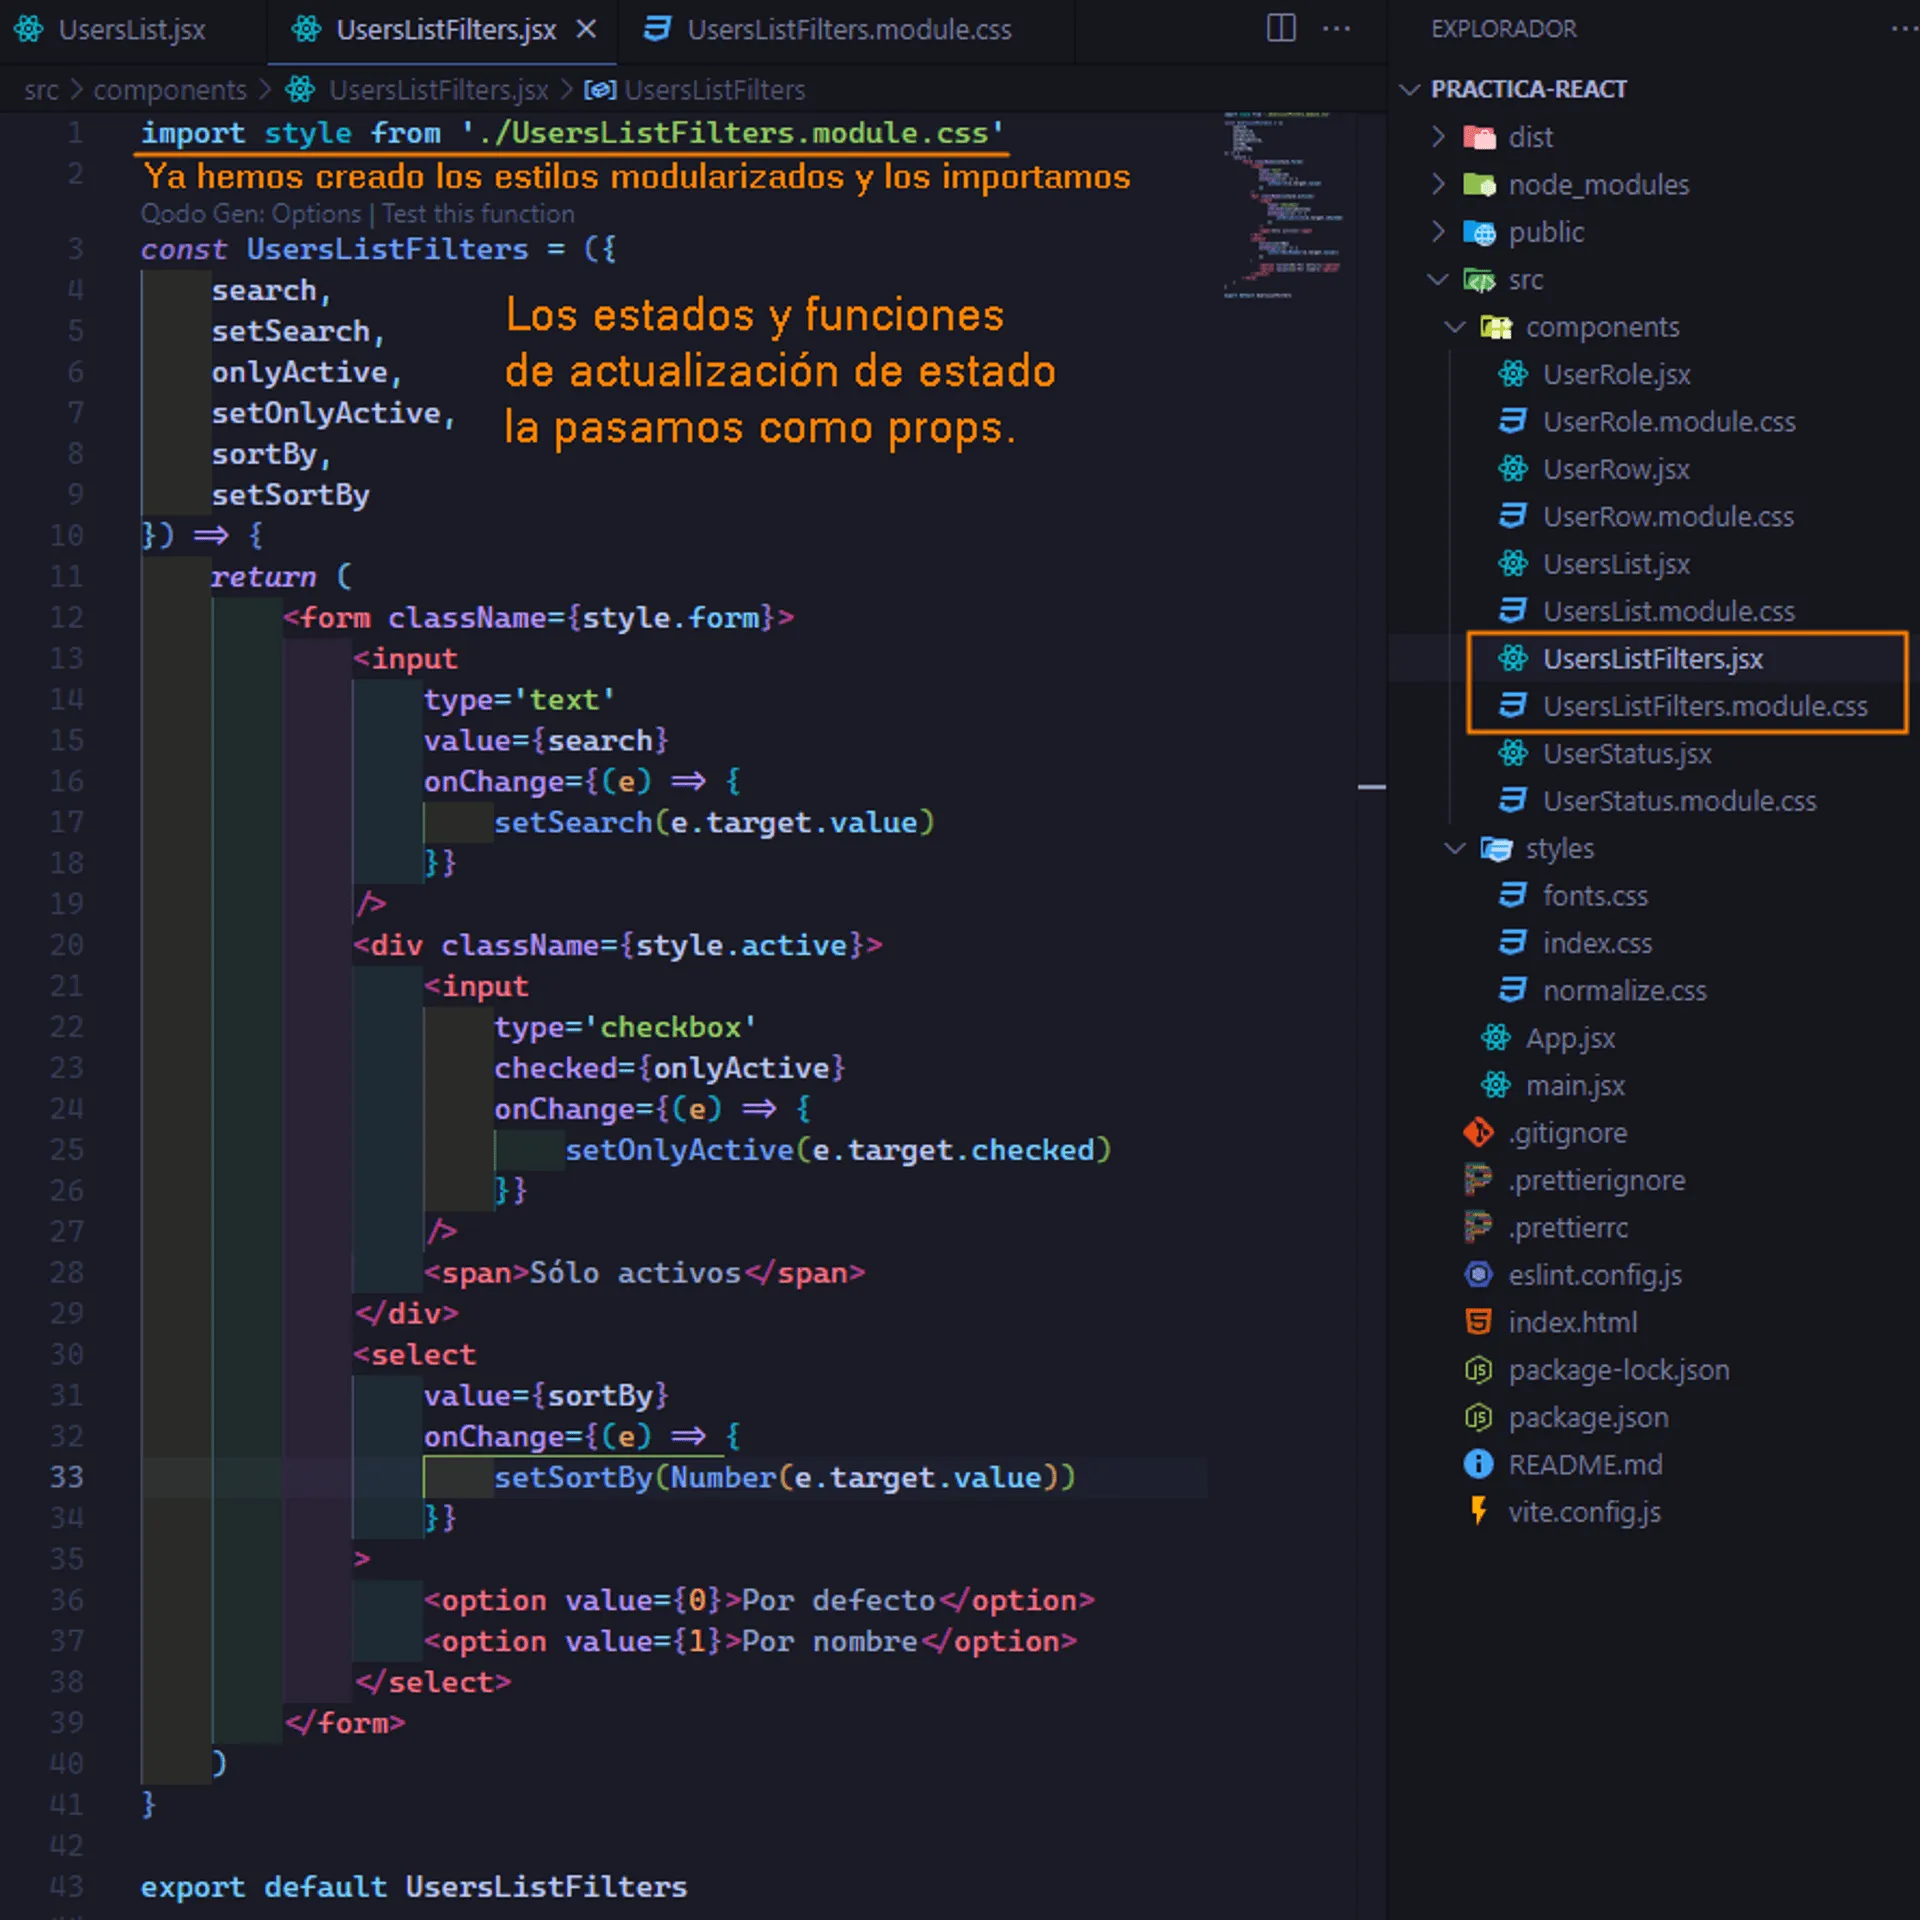 UsersList.jsx
UsersListFilters.jsx
UsersListFilters.module.css
src > components > UsersListFilters.jsx > UsersListFilters
1 import style from './UsersListFilters.module.css'
2 Ya hemos creado los estilos modularizados y los importamos
Qodo Gen: Options | Test this function
3 const UsersListFilters = ({
4 search,
5 setSearch,
6 onlyActive,
7 setOnlyActive,
8 sortBy,
9 setSortBy
Los estados y funciones
de actualización de estado
la pasamos como props.
10 }) => {
11 return (
12 <form className={style.form}>
13 <input
14 type='text'
15 value={search}
16 onChange={(e) => {
17 setSearch(e.target.value)
18 }}
19 />
20 <div className={style.active}>
21 <input
22 type='checkbox'
23 checked={onlyActive}
24 onChange={(e) => {
25 setOnlyActive(e.target.checked)
26 }}
27 />
28 <span>Sólo activos</span>
29 </div>
30 <select
31 value={sortBy}
32 onChange={(e) => {
33 setSortBy(Number(e.target.value))
34 }}
35 >
36 <option value={0}>Por defecto</option>
37 <option value={1}>Por nombre</option>
38 </select>
39 </form>
40 )
41 }
42
43 export default UsersListFilters
EXPLORADOR
PRACTICA-REACT
dist
node_modules
public
src
components
UserRole.jsx
UserRole.module.css
UserRow.jsx
UserRow.module.css
UsersList.jsx
UsersList.module.css
UsersListFilters.jsx
UsersListFilters.module.css
UserStatus.jsx
UserStatus.module.css
styles
fonts.css
index.css
normalize.css
App.jsx
main.jsx
.gitignore
.prettierignore
.prettierrc
eslint.config.js
index.html
package-lock.json
package.json
README.md
vite.config.js